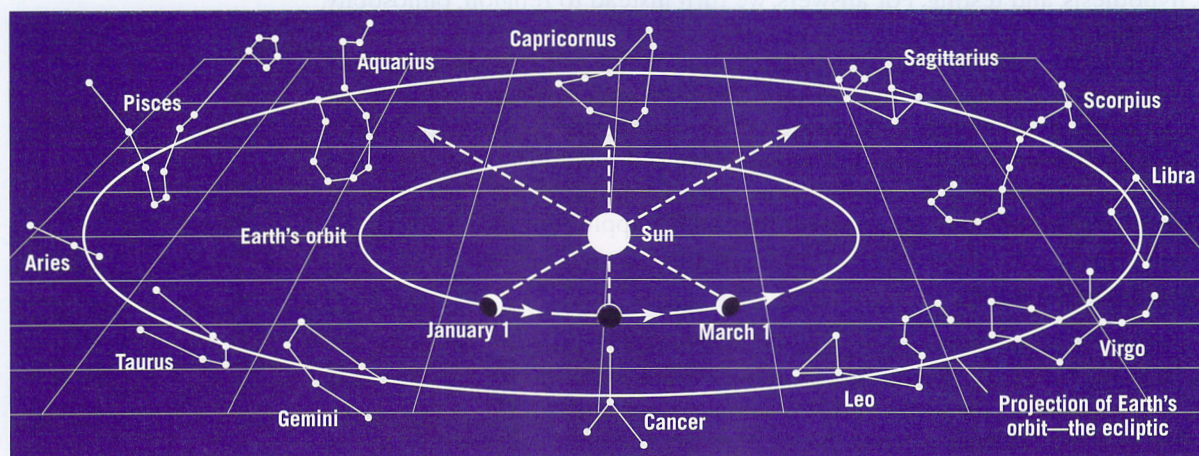 Capricornus
Aquarius
Sagittarius
Pisces
Scorpius
Libra
Earth's orbit
Sun
Aries
January 1
March 1
Taurus
Virgo
Leo
Gemini
Cancer
Projection of Earth's
orbit—the ecliptic